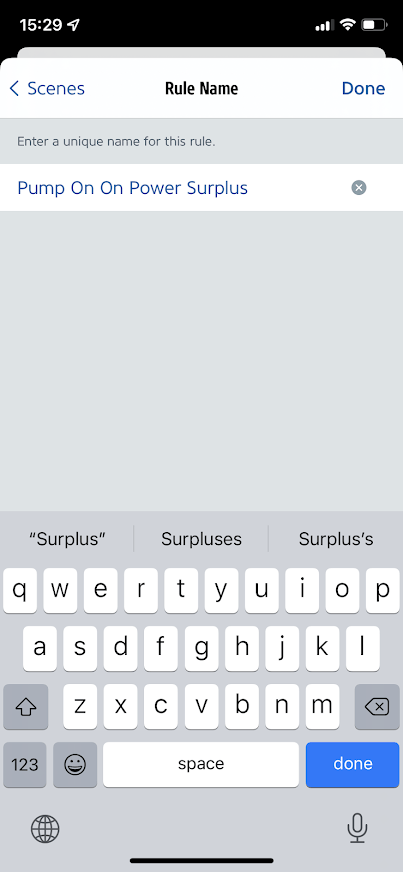 15:29
Scenes
Rule Name
Done
Enter a unique name for this rule.
Pump On On Power Surplus
“Surplus”
Surpluses
Surplus’s
q w e r t y u i o p
a s d f g h j k l
z x c v b n m
123
space
done